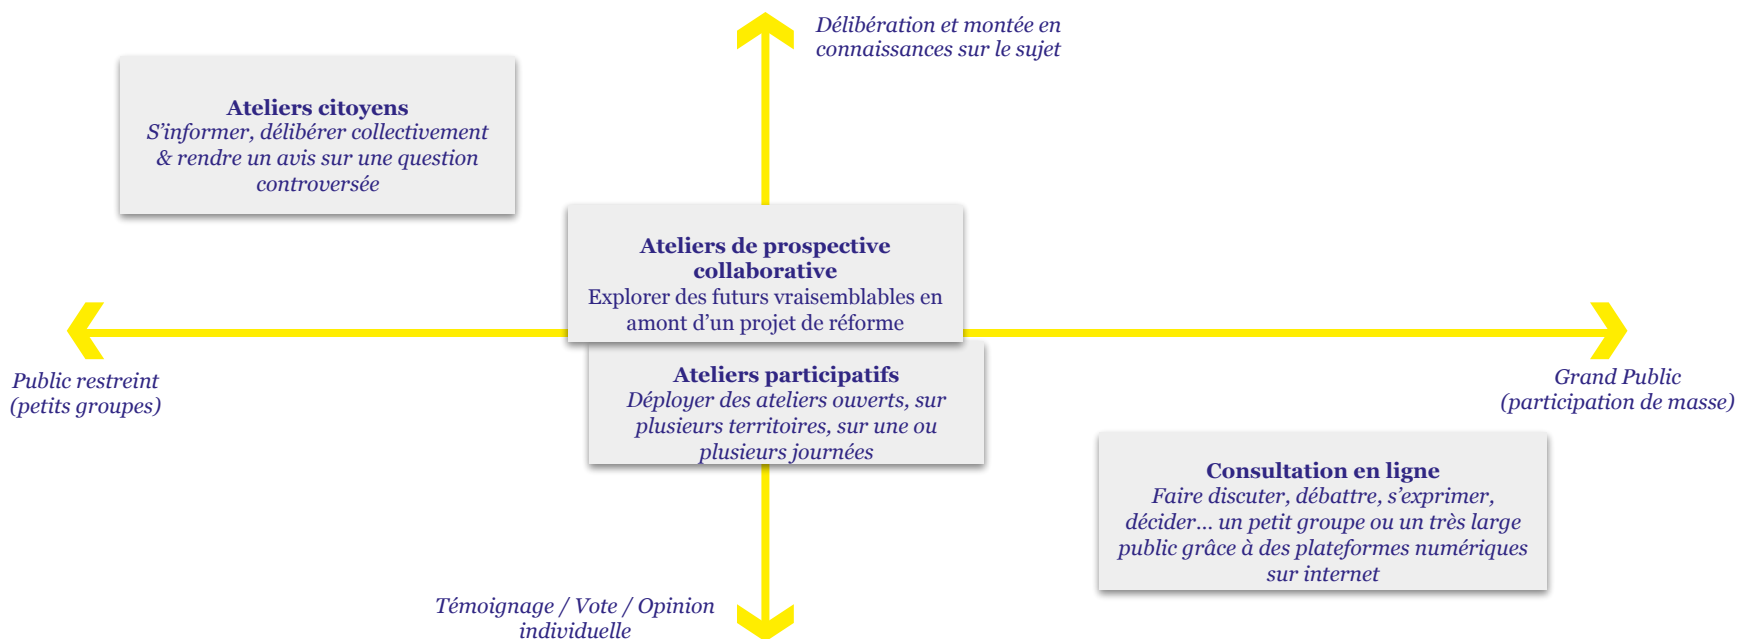 Délibération et montée en
connaissances sur le sujet
Ateliers citoyens
S’informer, délibérer collectivement
& rendre un avis sur une question
controversée
Ateliers de prospective
collaborative
Explorer des futurs vraisemblables en
amont d’un projet de réforme
Public restreint
(petits groupes)
Grand Public
(participation de masse)
Ateliers participatifs
Déployer des ateliers ouverts, sur
plusieurs territoires, sur une ou
plusieurs journées
Consultation en ligne
Faire discuter, débattre, s’exprimer,
décider... un petit groupe ou un très large
public grâce à des plateformes numériques
sur internet
Témoignage / Vote / Opinion
individuelle